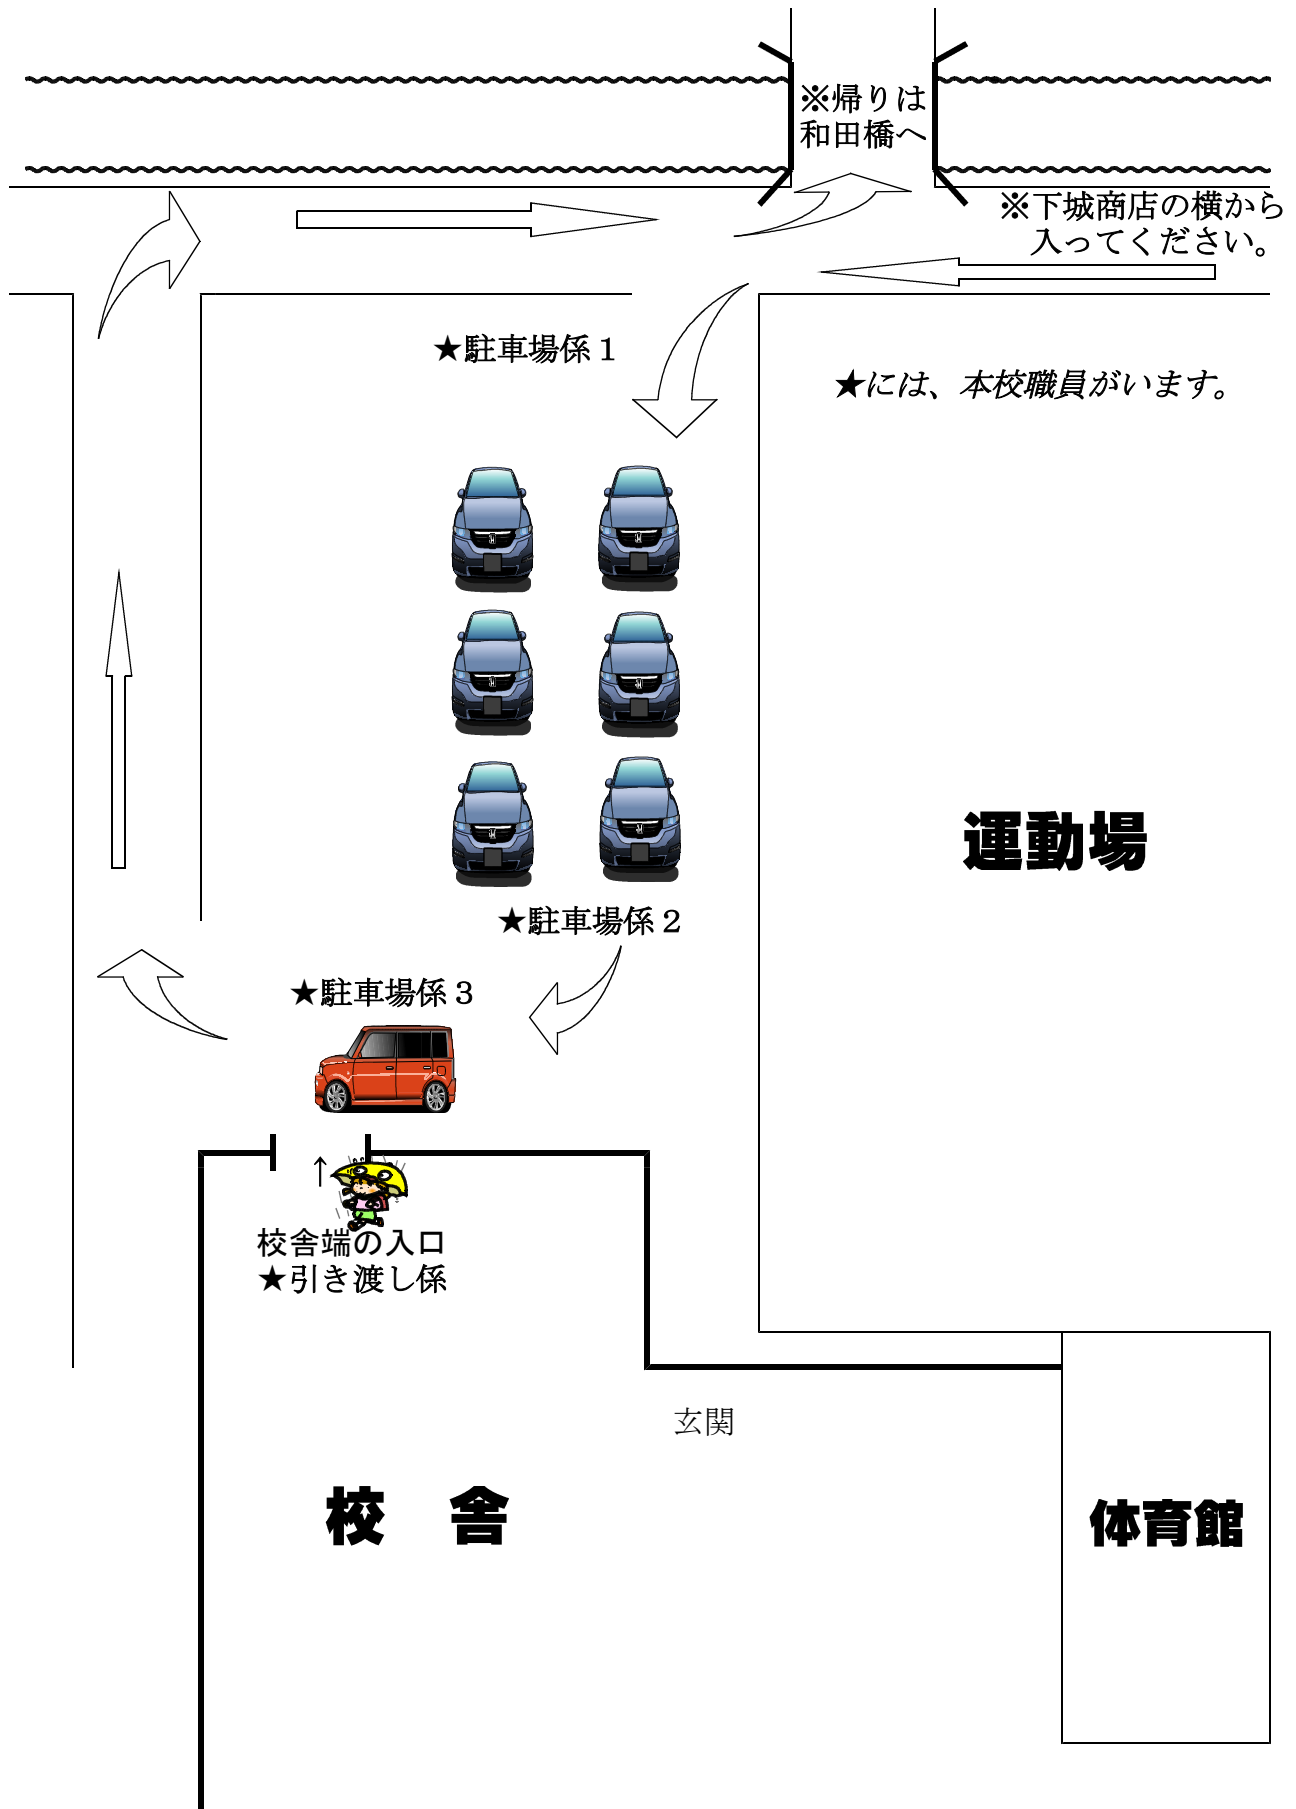 ※帰りは
和田橋へ
※下城商店の横から
入ってください。
★駐車場係１
★には、本校職員がいます。
運動場
★駐車場係２
★駐車場係３
↑
校舎端の入口
★引き渡し係
玄関
校　舎
体育館